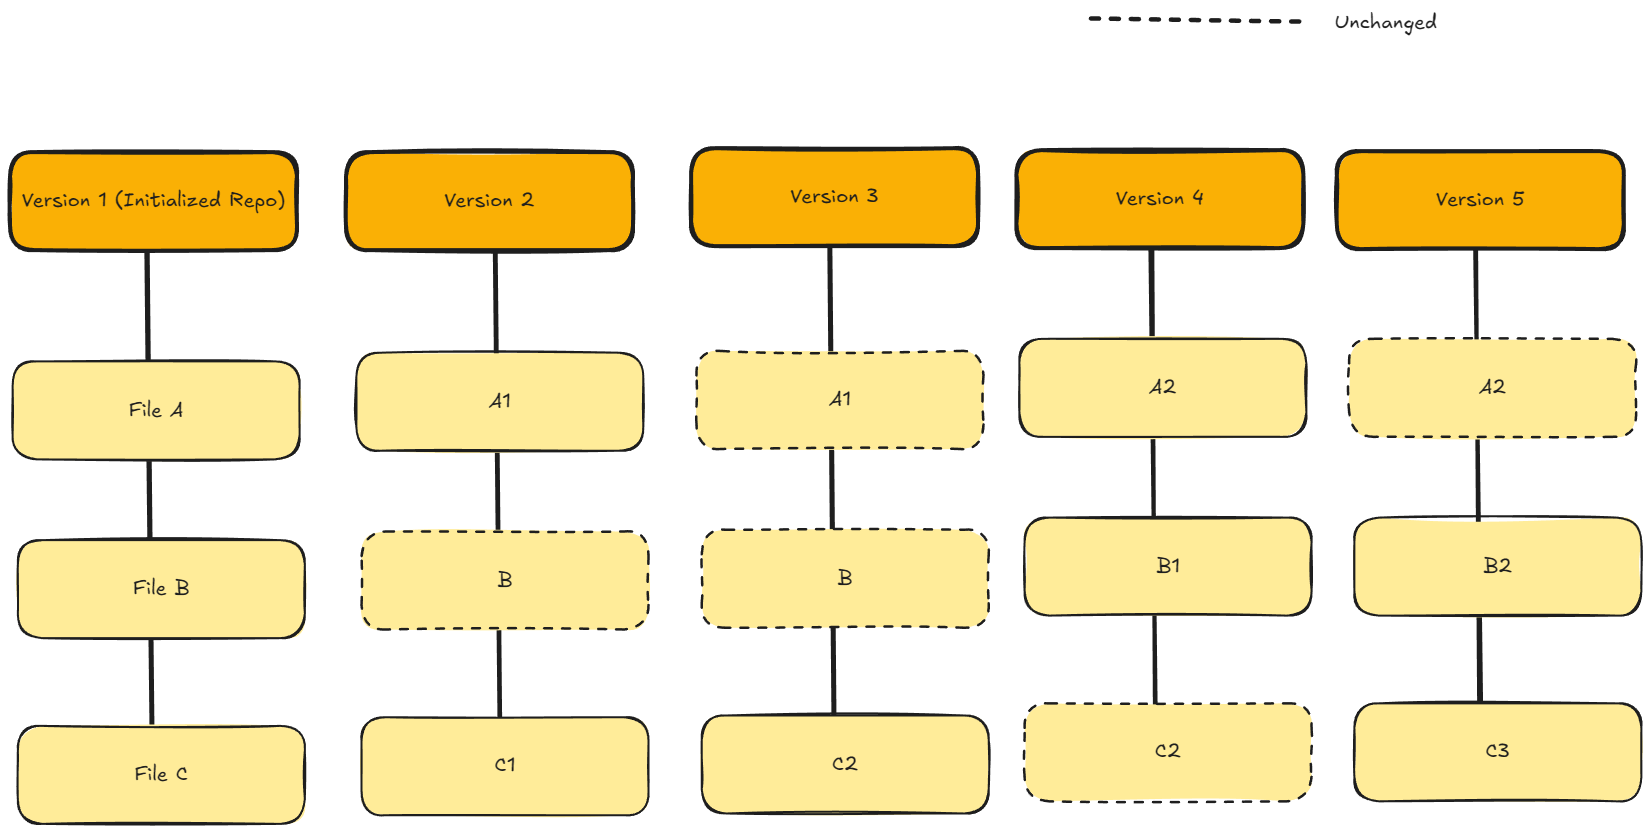 Unchanged
Version 1 (Initialized Repo)
Version 2
Version 3
Version 4
Version 5
File A
A1
A1
A2
A2
File B
B
B
B1
B2
File C
C1
C2
C2
C3